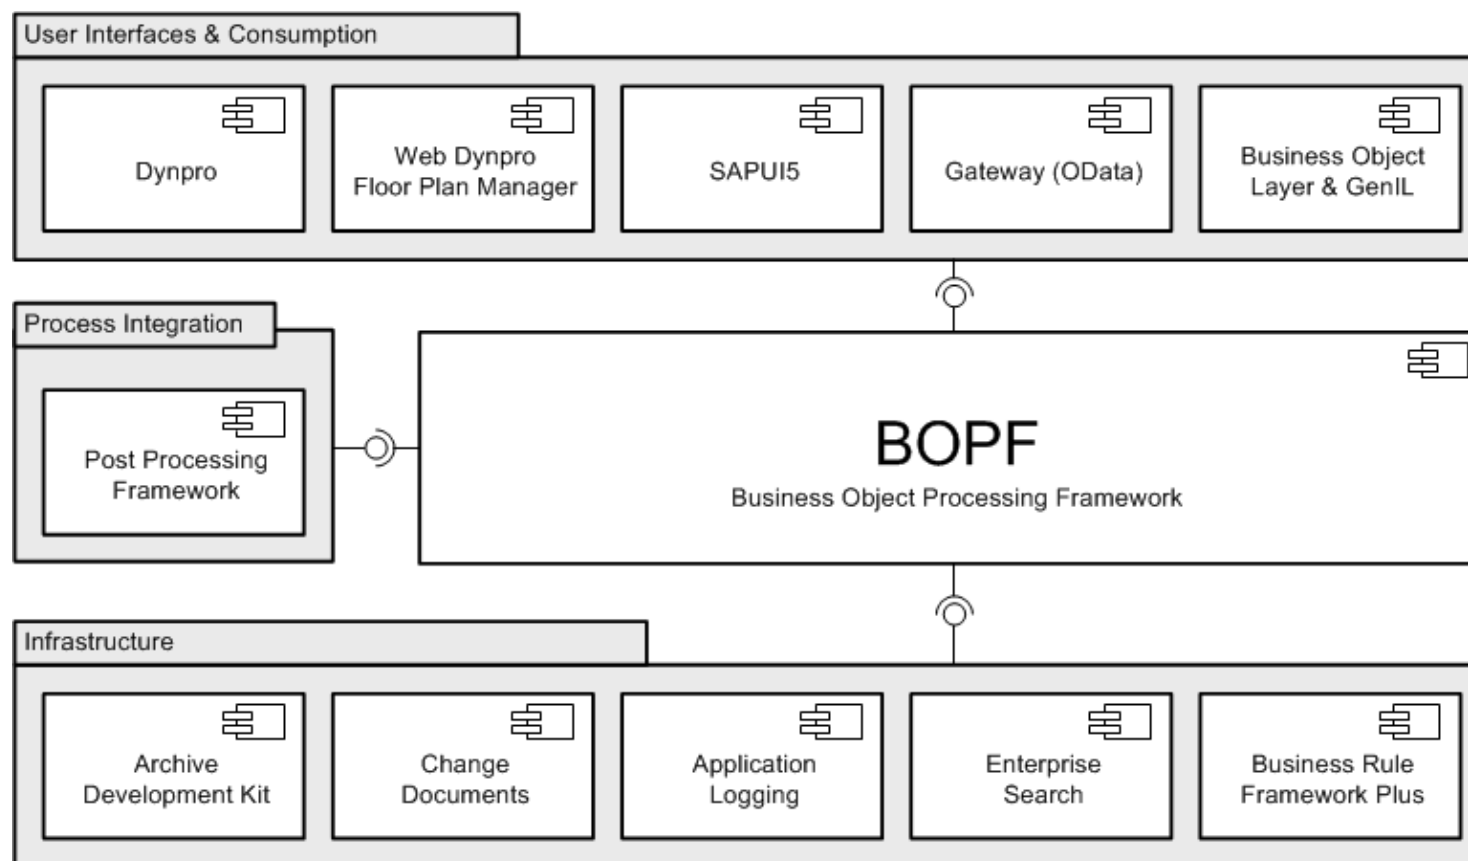 User Interfaces & Consumption
Dynpro
Web Dynpro
Floor Plan Manager
SAPUI5
Gateway (OData)
Business Object
Layer & GenIL
Process Integration
Post Processing
Framework
BOPF
Business Object Processing Framework
Infrastructure
Archive
Development Kit
Change
Documents
Application
Logging
Enterprise
Search
Business Rule
Framework Plus